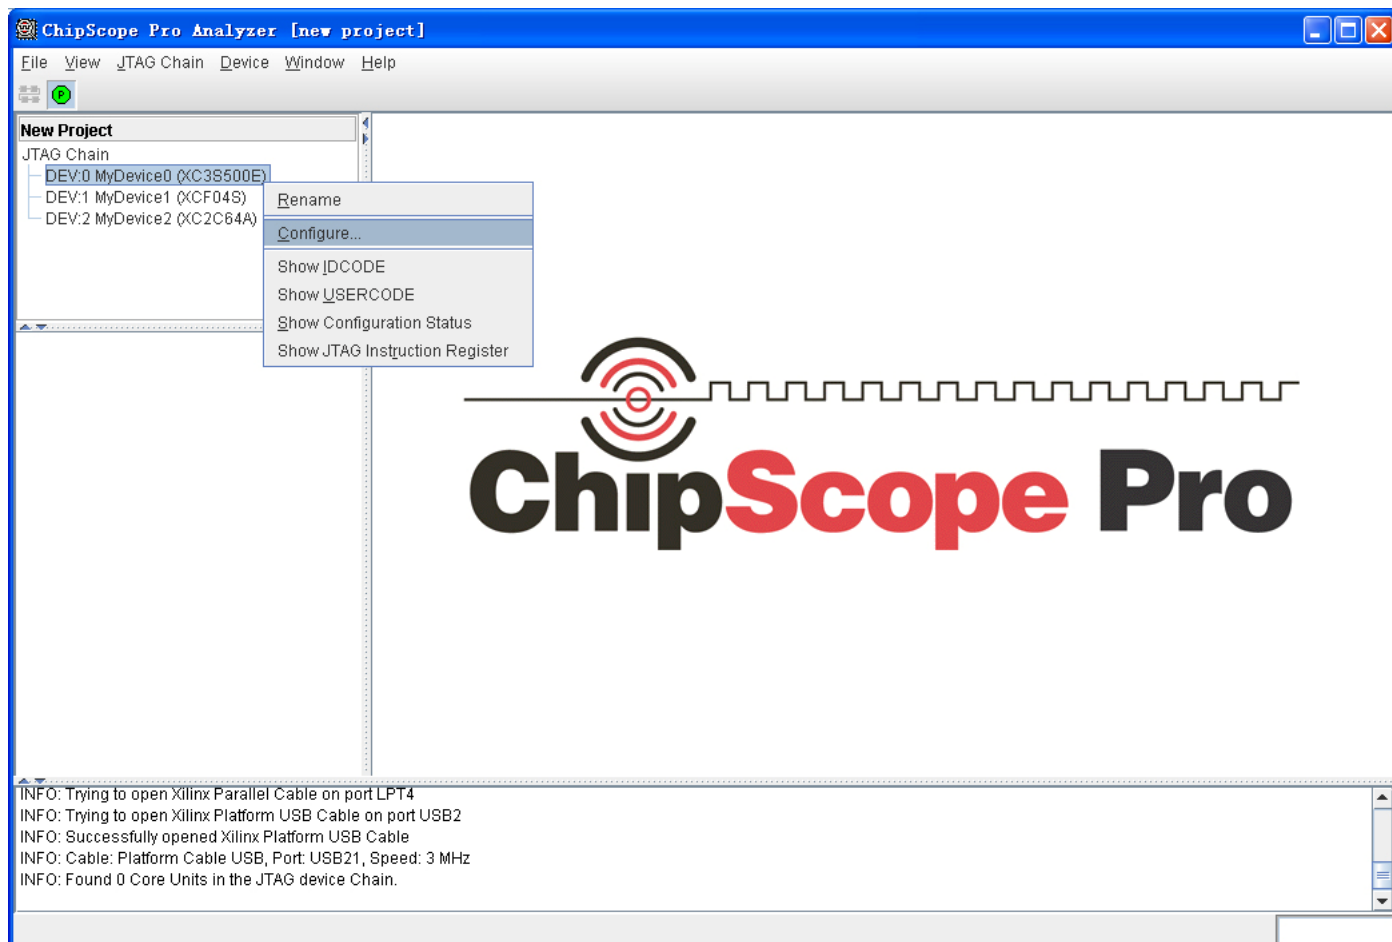 ChipScope Pro Analyzer [new project]
File View JTAG Chain Device Window Help
P
New Project
JTAG Chain
DEV:0 MyDevice0 (XC3S500E)
DEV:1 MyDevice1 (XCF04S)
DEV:2 MyDevice2 (XC2C64A)
Rename
Configure...
Show IDCODE
Show USERCODE
Show Configuration Status
Show JTAG Instruction Register
ChipScope Pro
INFO: Trying to open Xilinx Parallel Cable on port LPT4
INFO: Trying to open Xilinx Platform USB Cable on port USB2
INFO: Successfully opened Xilinx Platform USB Cable
INFO: Cable: Platform Cable USB, Port: USB21, Speed: 3 MHz
INFO: Found 0 Core Units in the JTAG device Chain.